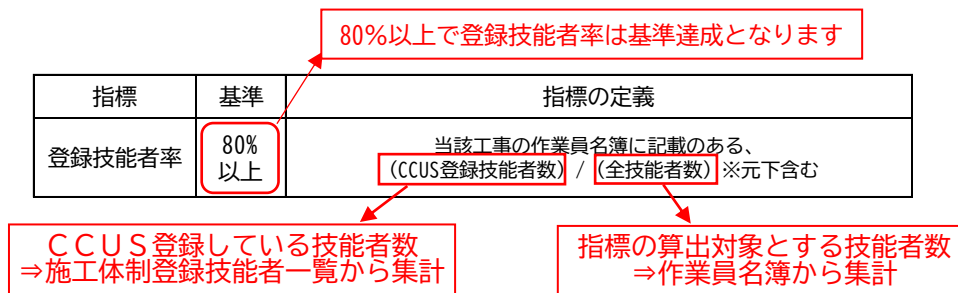 80%以上で登録技能者率は基準達成となります
指標 基準 指標の定義
登録技能者率 80%以上 当該工事の作業員名簿に記載のある、
(CCUS登録技能者数) / (全技能者数) ※元下含む
CCUS登録している技能者数
⇒施工体制登録技能者一覧から集計
指標の算出対象とする技能者数
⇒作業員名簿から集計